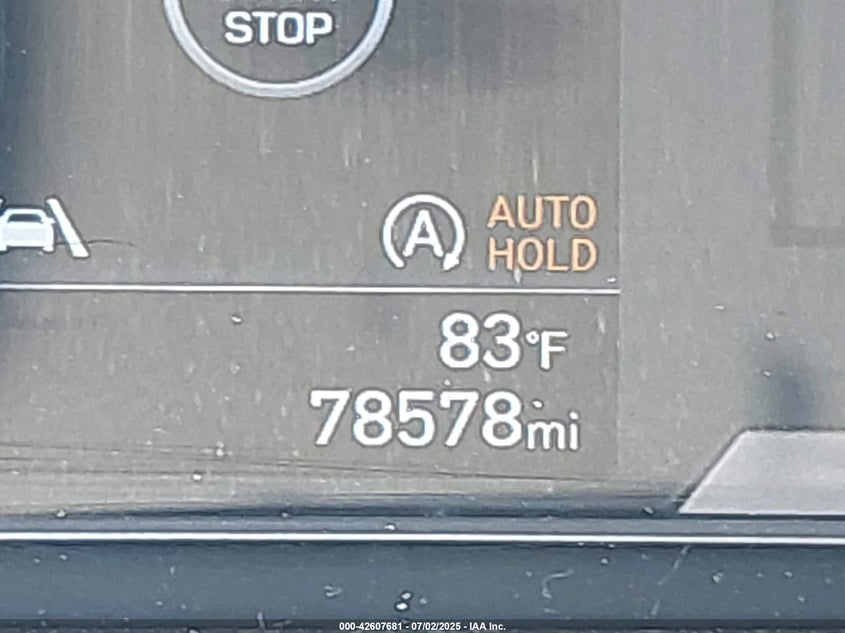 STOP
A AUTO
HOLD
83°F
78578mi
000-42607681 - 07/02/2025 - IAA Inc.